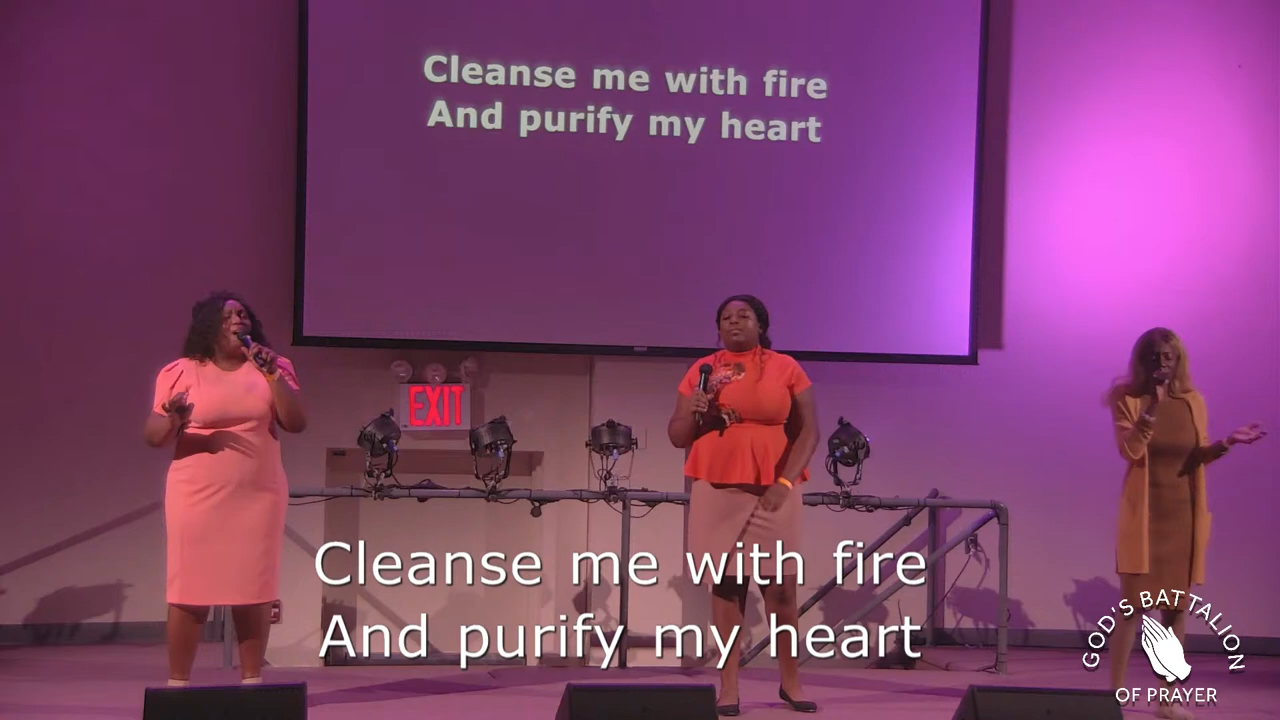 Cleanse me with fire
And purify my heart
EXIT
Cleanse me with fire
And purify my heart
GOD'S BATTALION
OF PRAYER